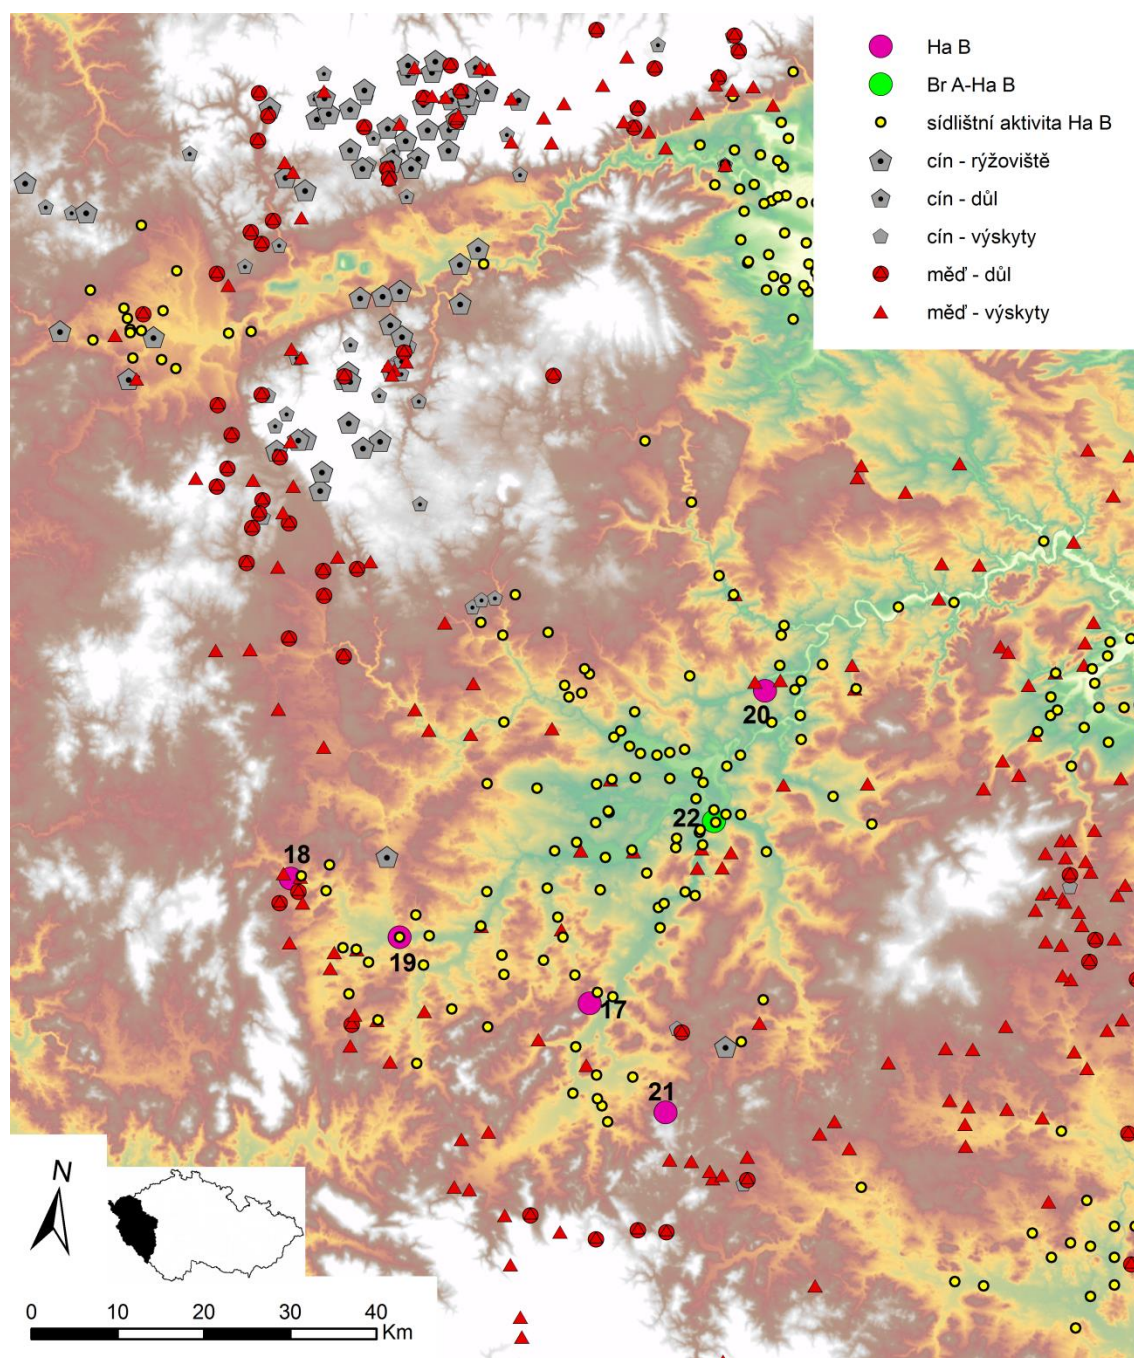 Ha B
Br A-Ha B
sídlištní aktivita Ha B
cín - rýžoviště
cín - důl
cín - výskyty
měď - důl
měď - výskyty
20
22
18
19
17
21
N
0 10 20 30 40
Km